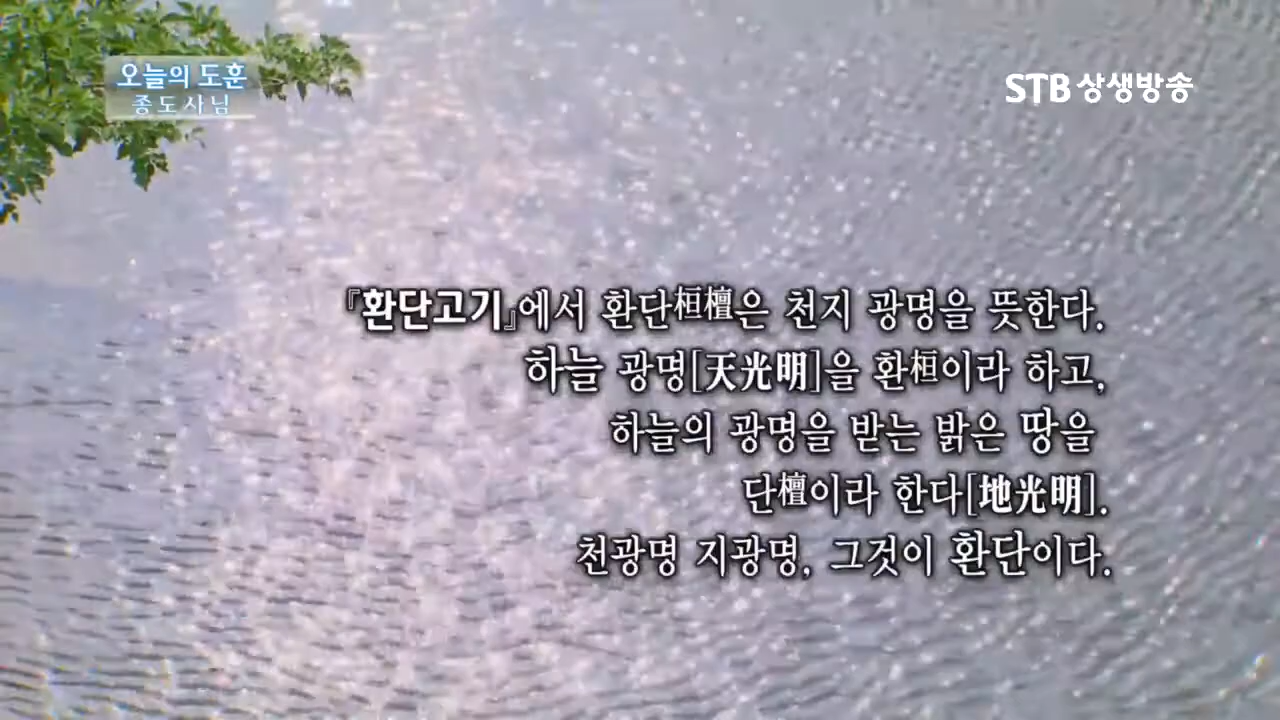 오늘의 도훈
종도사님
STB 상생방송
『환단고기』에서 환단桓檀은 천지 광명을 뜻한다.
하늘 광명[天光明]을 환桓이라 하고,
하늘의 광명을 받는 밝은 땅을
단檀이라 한다[地光明].
천광명 지광명, 그것이 환단이다.